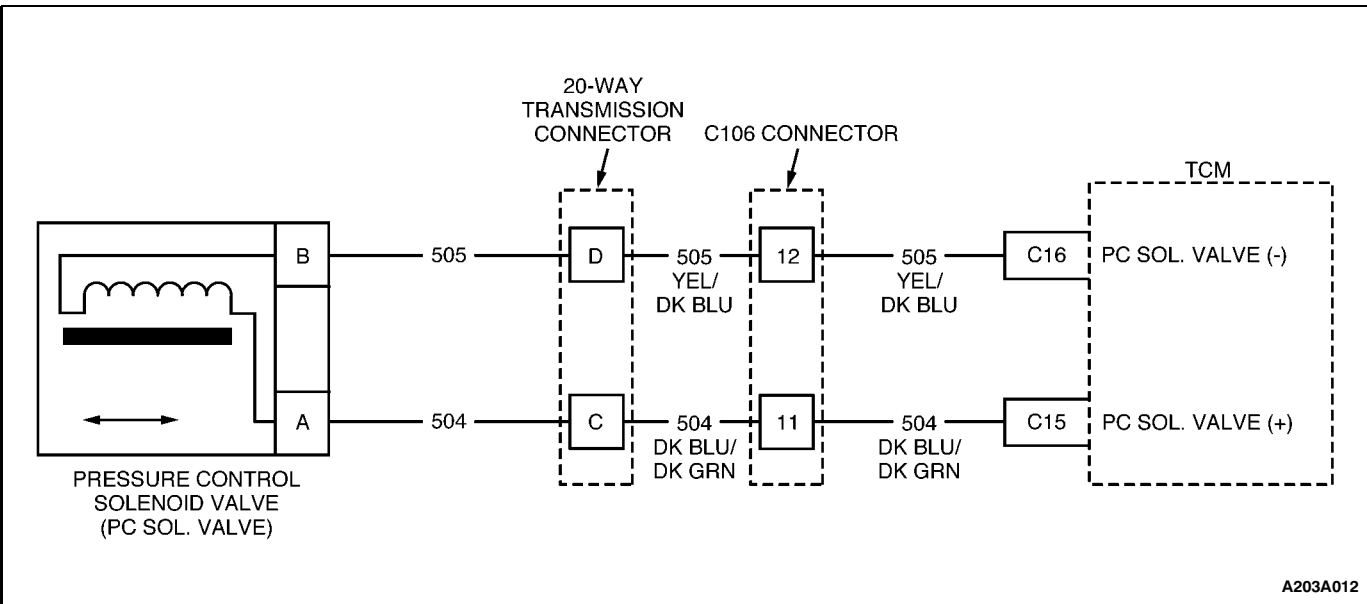 20-WAY
TRANSMISSION
CONNECTOR
C106 CONNECTOR
TCM
B
505
D
505
YEL/
DK BLU
12
505
YEL/
DK BLU
C16
PC SOL. VALVE (-)
A
504
C
504
DK BLU/
DK GRN
11
504
DK BLU/
DK GRN
C15
PC SOL. VALVE (+)
PRESSURE CONTROL
SOLENOID VALVE
(PC SOL. VALVE)
A203A012